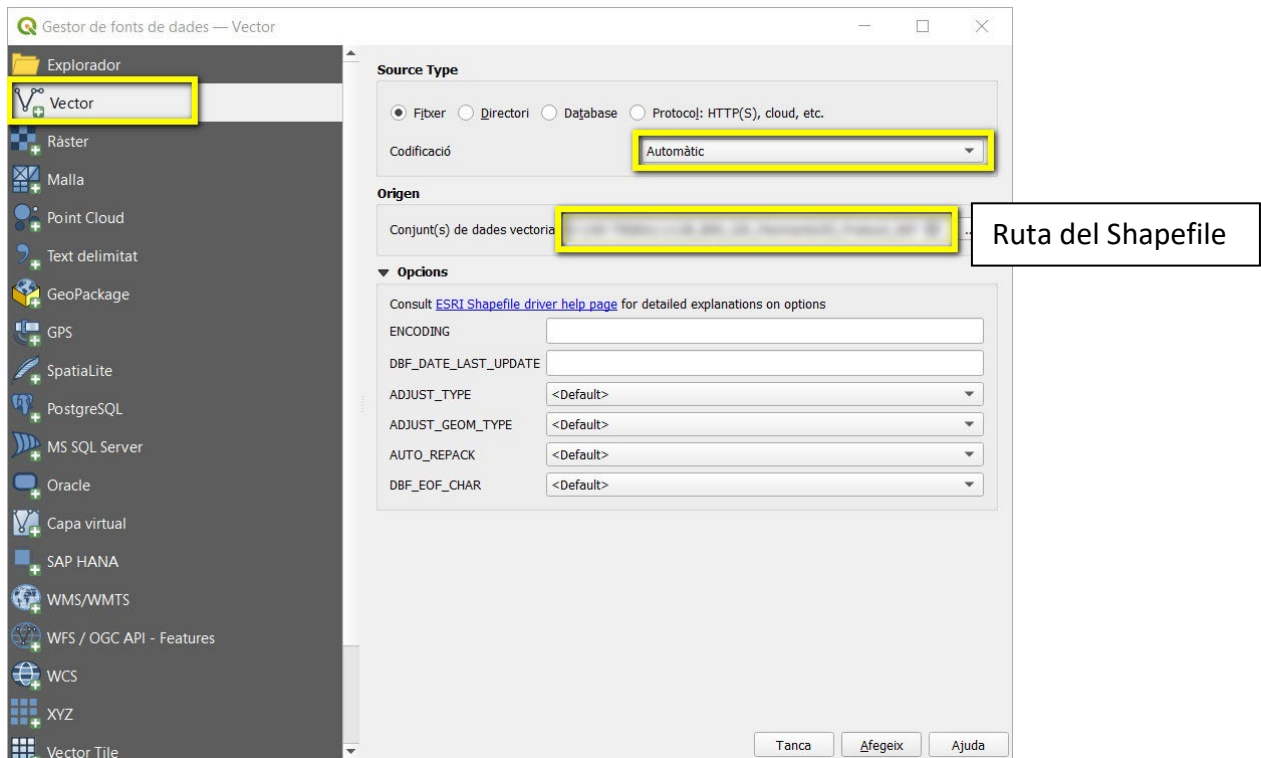 Gestor de fonts de dades — Vector
Explorador
Vector
Ràster
Malla
Point Cloud
Text delimitat
GeoPackage
GPS
SpatiaLite
PostgreSQL
MS SQL Server
Oracle
Capa virtual
SAP HANA
WMS/WMTS
WFS / OGC API - Features
WCS
XYZ
Vector Tile
Source Type
Fitxer Directori Database Protocol: HTTP(S), cloud, etc.
Codificació Automàtic
Origen
Conjunt(s) de dades vectoria
Ruta del Shapefile
Opcions
Consult ESRI Shapefile driver help page for detailed explanations on options
ENCODING
DBF_DATE_LAST_UPDATE
ADJUST_TYPE <Default>
ADJUST_GEOM_TYPE <Default>
AUTO_REPACK <Default>
DBF_EOF_CHAR <Default>
Tanca Afegeix Ajuda